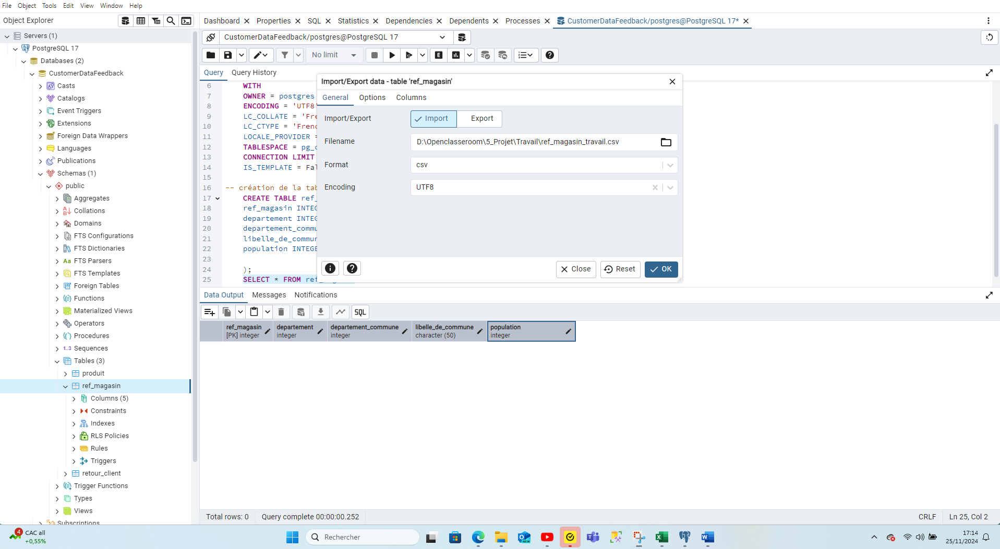 File Object Tools Edit View Window Help
Object Explorer
Dashboard Properties SQL Statistics Dependencies Dependents Processes CustomerDataFeedback/postgres@PostgreSQL 17*
Servers (1)
PostgreSQL 17
Databases (2)
CustomerDataFeedback
Casts
Catalogs
Event Triggers
Extensions
Foreign Data Wrappers
Languages
Publications
Schemas (1)
public
Aggregates
Collations
Domains
FTS Configurations
FTS Dictionaries
Aa FTS Parsers
FTS Templates
Foreign Tables
Functions
Materialized Views
Operators
Procedures
1..3 Sequences
Tables (3)
produit
ref_magasin
Columns (5)
Constraints
Indexes
RLS Policies
Rules
Triggers
retour_client
Trigger Functions
Types
Views
Subscriptions
CustomerDataFeedback/postgres@PostgreSQL 17
No limit
E
Query Query History
6 WITH
7 OWNER = postgres
8 ENCODING = 'UTF8'
9 LC_COLLATE = 'Fre
10 LC_CTYPE = 'Frenc
11 LOCALE_PROVIDER =
12 TABLESPACE = pg_
13 CONNECTION LIMIT
14 IS_TEMPLATE = Fal
15
16 -- création de la tab
17 CREATE TABLE ref_
18 ref_magasin INTEG
19 departement INTEG
20 departement_commu
21 libelle_de_commun
22 population INTEGE
23
24 );
25 SELECT * FROM ref_
Import/Export data - table 'ref_magasin'
General Options Columns
Import/Export Import Export
Filename D:\Openclasseroom\5_Projet\Travail\ref_magasin_travail.csv
Format csv
Encoding UTF8
Close Reset OK
Data Output Messages Notifications
SQL
ref_magasin departement departement_commune libelle_de_commune population
[PK] integer integer integer character (50) integer
Total rows: 0 Query complete 00:00:00.252 CRLF Ln 25, Col 2
4 CAC all
+0,55%
Rechercher
NEW
17:14
25/11/2024